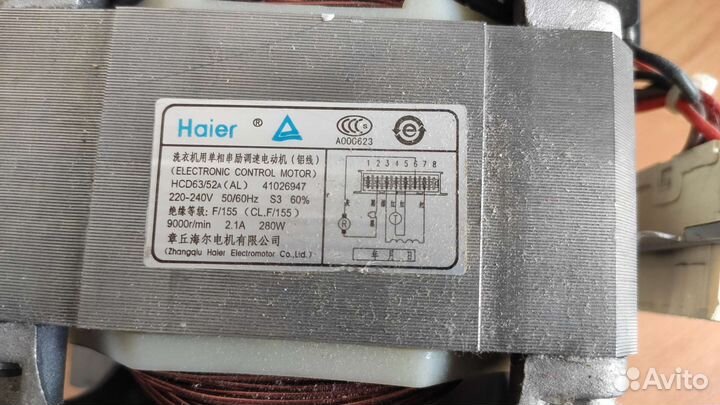 Haier ®
CCC S
A000623
洗衣机用单相串励调速电动机(铝线)
(ELECTRONIC CONTROL MOTOR)
HCD63/52A(AL) 41026947
220-240V 50/60Hz S3 60%
绝缘等级: F/155 (CL.F/155)
9000r/min 2.1A 280W
章丘海尔电机有限公司
(Zhangqiu Haier Electromotor Co.,Ltd.)
1 2 3 4 5 6 7 8
R T
年 月 日
Avito